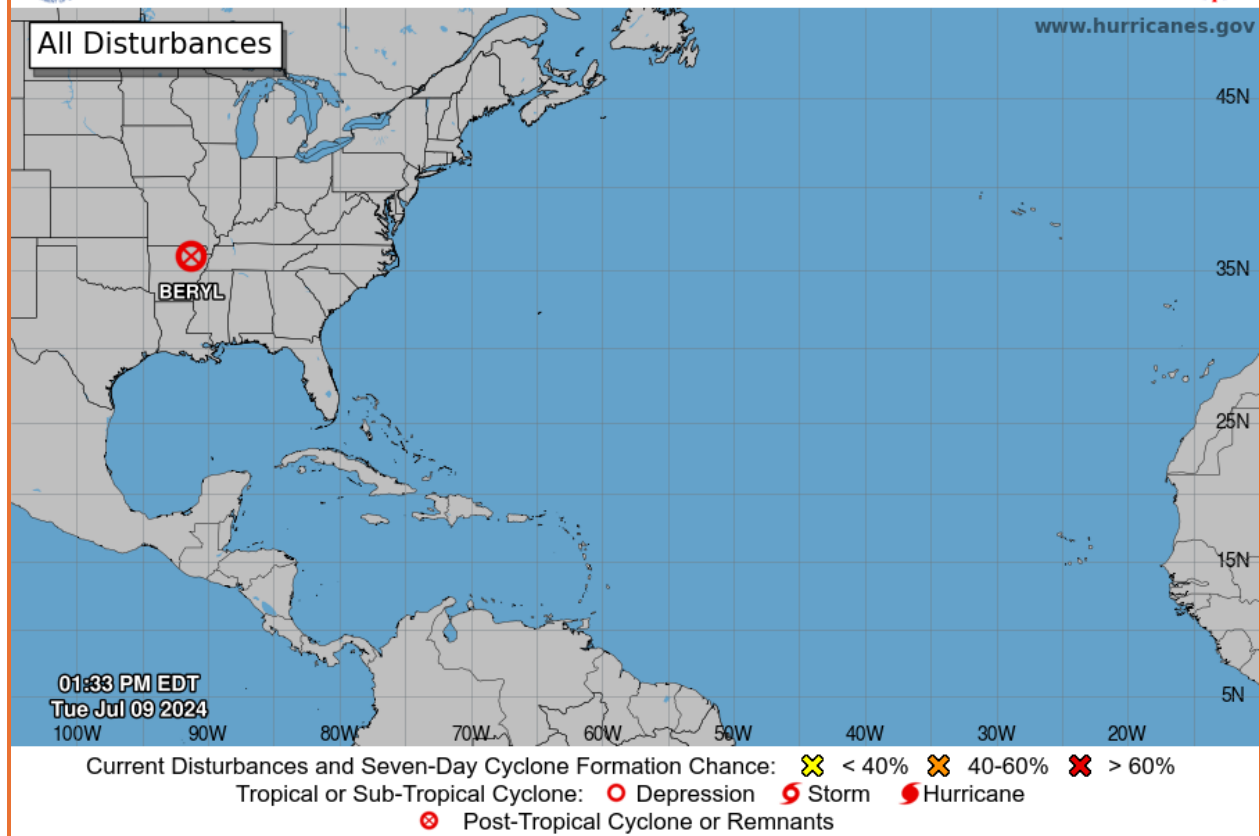 www.hurricanes.gov
All Disturbances
45N
35N
BERYL
25N
15N
01:33 PM EDT
Tue Jul 09 2024
5N
100W 90W 80W 70W 60W 50W 40W 30W 20W
Current Disturbances and Seven-Day Cyclone Formation Chance: < 40% 40-60% > 60%
Tropical or Sub-Tropical Cyclone: Depression Storm Hurricane
Post-Tropical Cyclone or Remnants